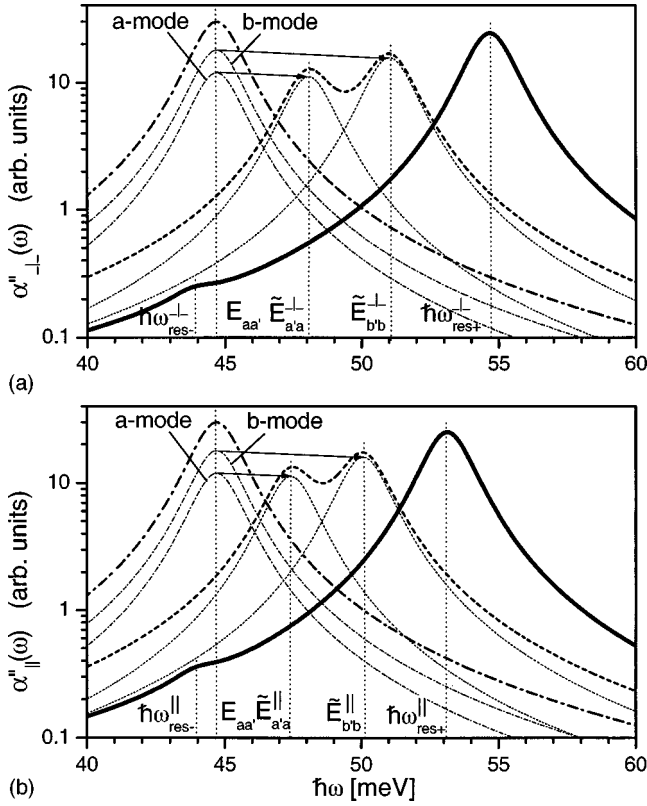 α''⊥⊥(ω) (arb. units)
a-mode
b-mode
10
1
0.1
ħω⊥res- Eaa' Ẽ⊥a'a Ẽ⊥b'b ħω⊥res+
40 45 50 55 60
(a)
α''||(ω) (arb. units)
a-mode
b-mode
10
1
0.1
ħω||res- Eaa' Ẽ||a'a Ẽ||b'b ħω||res+
40 45 50 55 60
(b)
ħω [meV]